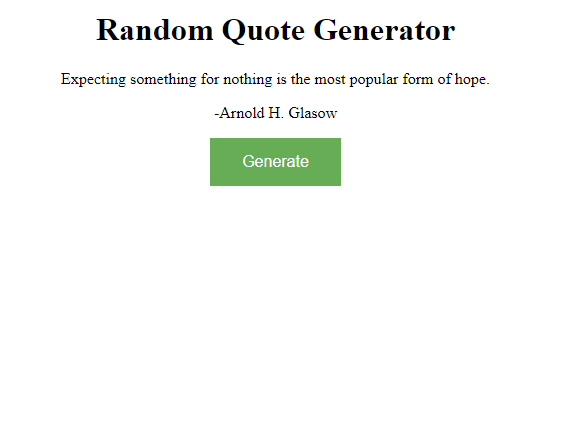 Random Quote Generator
Expecting something for nothing is the most popular form of hope.
-Arnold H. Glasow
Generate